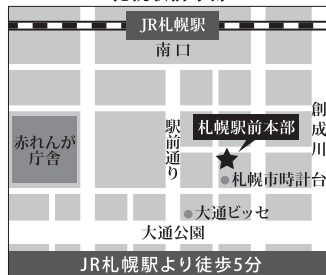 JR札幌駅
南口
創成川
札幌駅前本部
駅前通り
赤れんが
庁舎
札幌市時計台
大通ビッセ
大通公園
JR札幌駅より徒歩5分